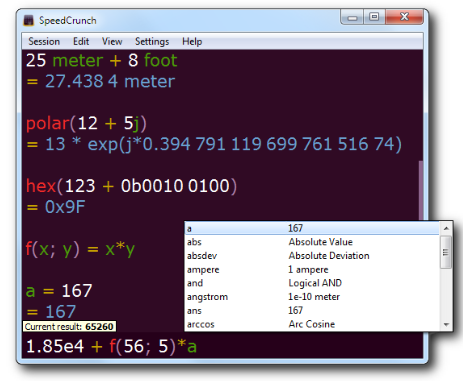 SpeedCrunch
Session Edit View Settings Help
25 meter + 8 foot
= 27.438 4 meter
polar(12 + 5j)
= 13 * exp(j*0.394 791 119 699 761 516 74)
hex(123 + 0b0010 0100)
= 0x9F
f(x; y) = x*y
a = 167
= 167
a 167
abs Absolute Value
absdev Absolute Deviation
ampere 1 ampere
and Logical AND
angstrom 1e-10 meter
ans 167
arccos Arc Cosine
Current result: 65260
1.85e4 + f(56; 5)*a